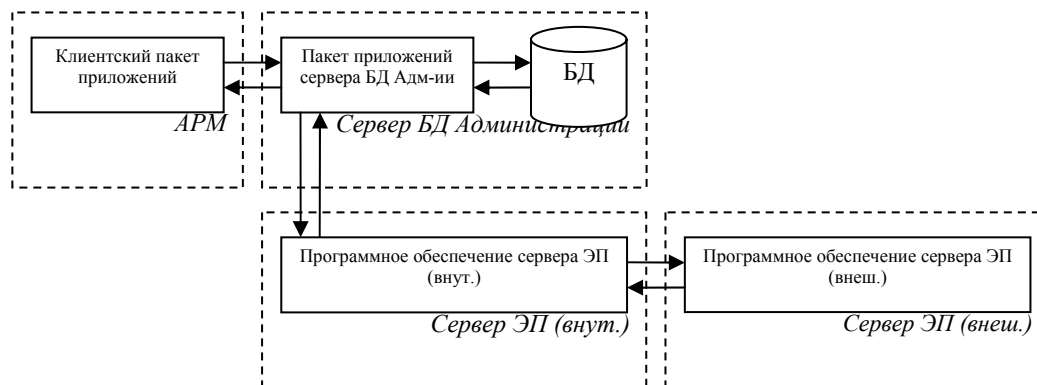 Клиентский пакет
приложений
АРМ
Пакет приложений
сервера БД Адм-ии
БД
Сервер БД Администрации
Программное обеспечение сервера ЭП
(внут.)
Сервер ЭП (внут.)
Программное обеспечение сервера ЭП
(внеш.)
Сервер ЭП (внеш.)